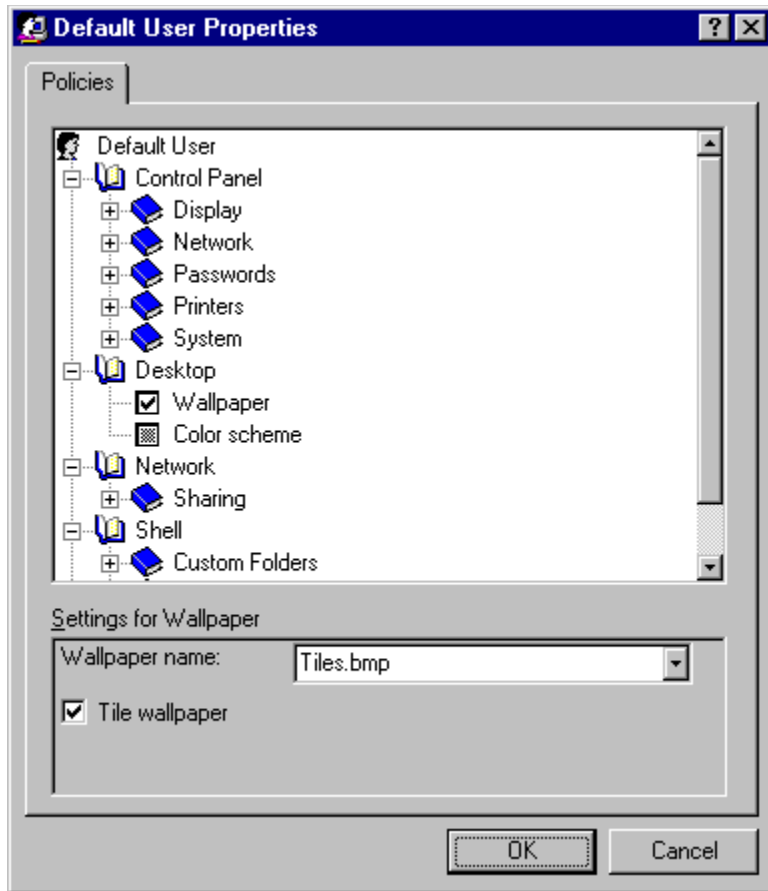 Default User Properties
Policies
Default User
Control Panel
Display
Network
Passwords
Printers
System
Desktop
Wallpaper
Color scheme
Network
Sharing
Shell
Custom Folders
Settings for Wallpaper
Wallpaper name: Tiles.bmp
Tile wallpaper
OK Cancel